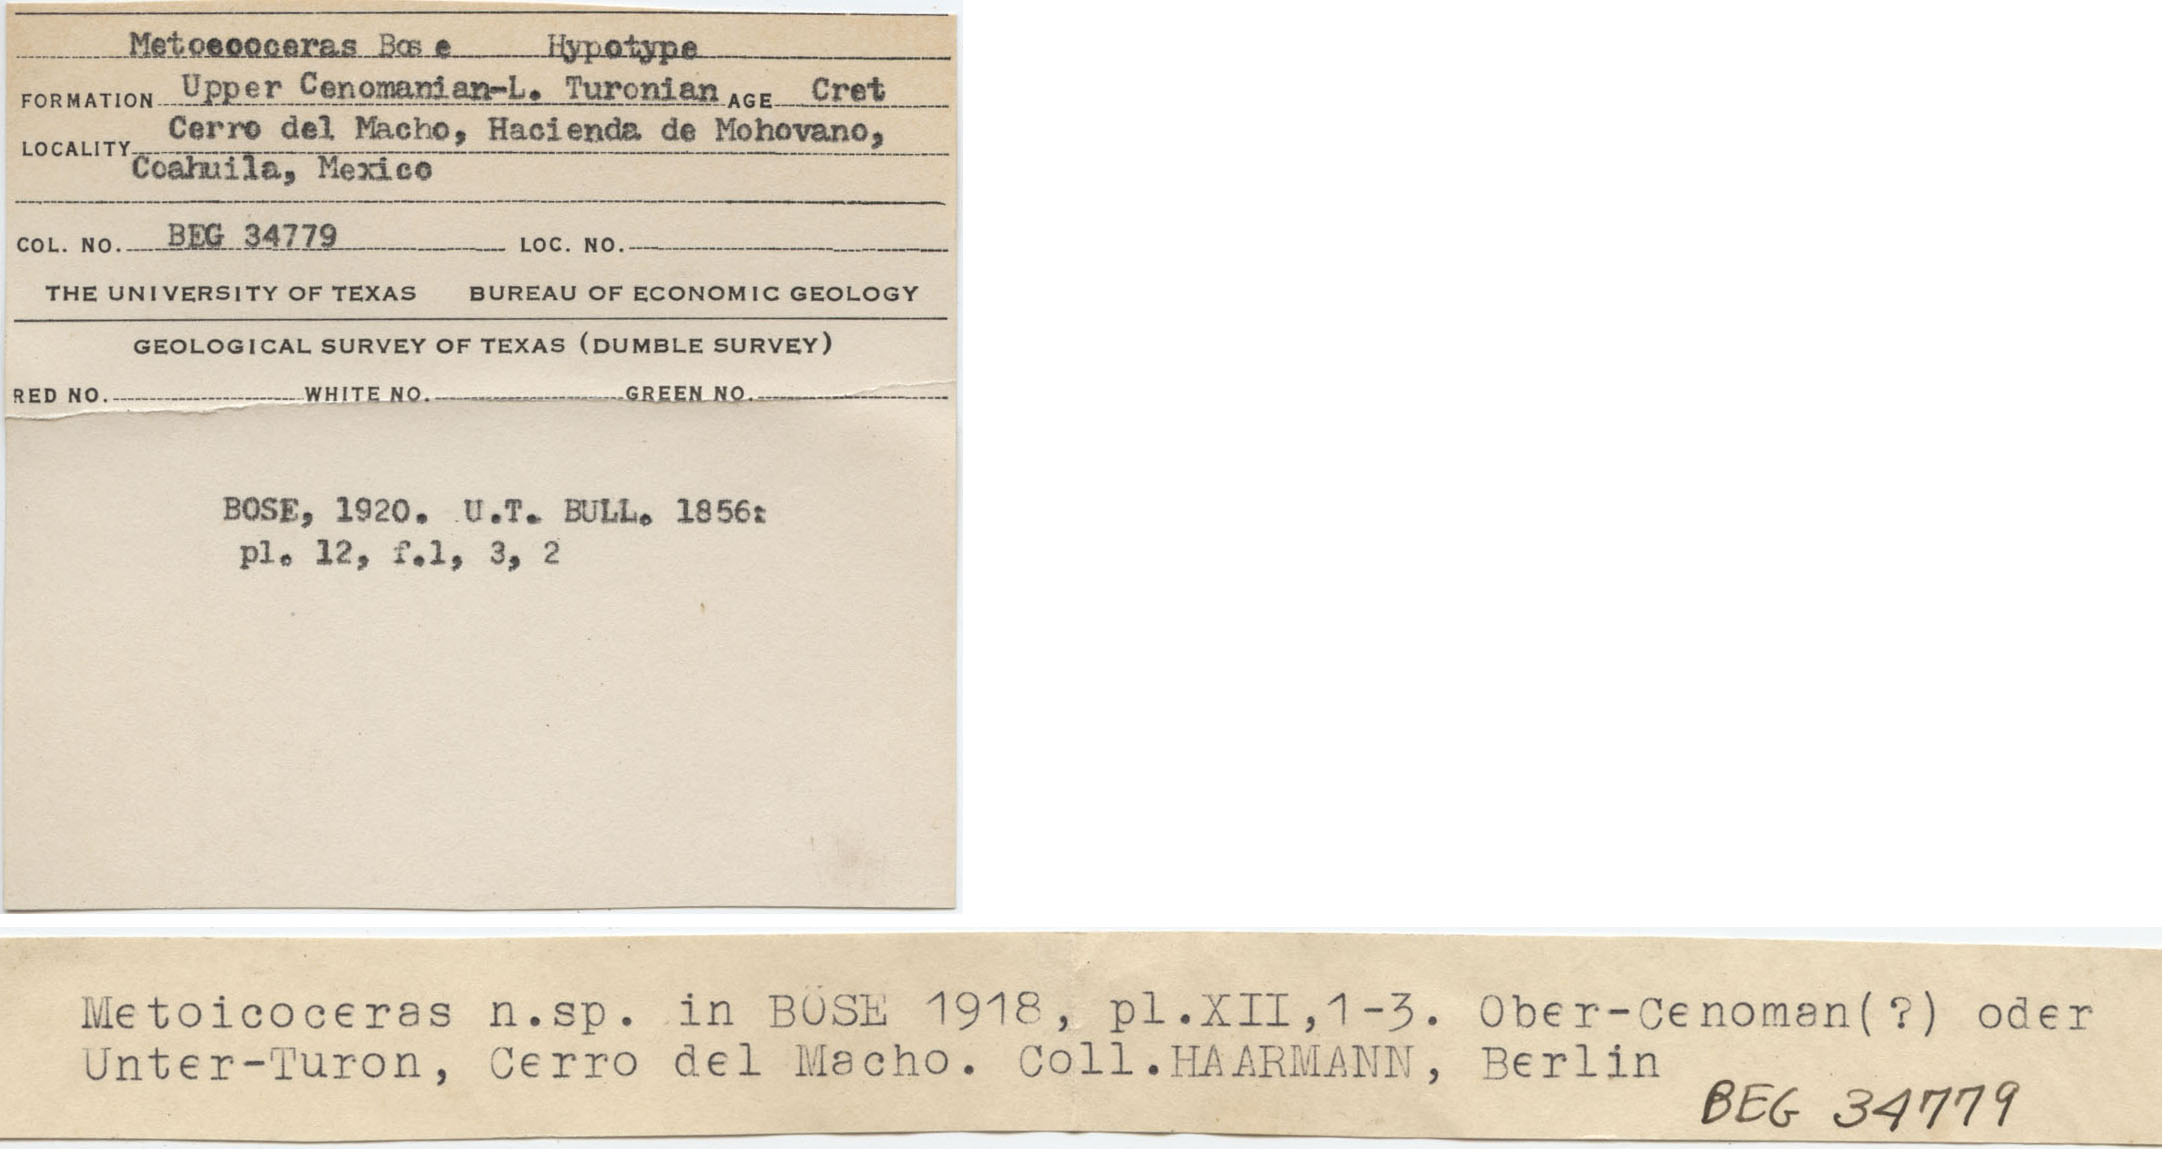 Metoecoceras Bose Hypotype
FORMATION Upper Cenomanian-L. Turonian AGE Cret
LOCALITY Cerro del Macho, Hacienda de Mohovano,
Coahuila, Mexico
COL. NO. BEG 34779 LOC. NO.
THE UNIVERSITY OF TEXAS BUREAU OF ECONOMIC GEOLOGY
GEOLOGICAL SURVEY OF TEXAS (DUMBLE SURVEY)
RED NO. WHITE NO. GREEN NO.
BOSE, 1920. U.T. BULL. 1856:
pl. 12, f.1, 3, 2
Metoicoceras n.sp. in BÖSE 1918, pl.XII,1-3. Ober-Cenoman(?) oder
Unter-Turon, Cerro del Macho. Coll.HAARMANN, Berlin
BEG 34779